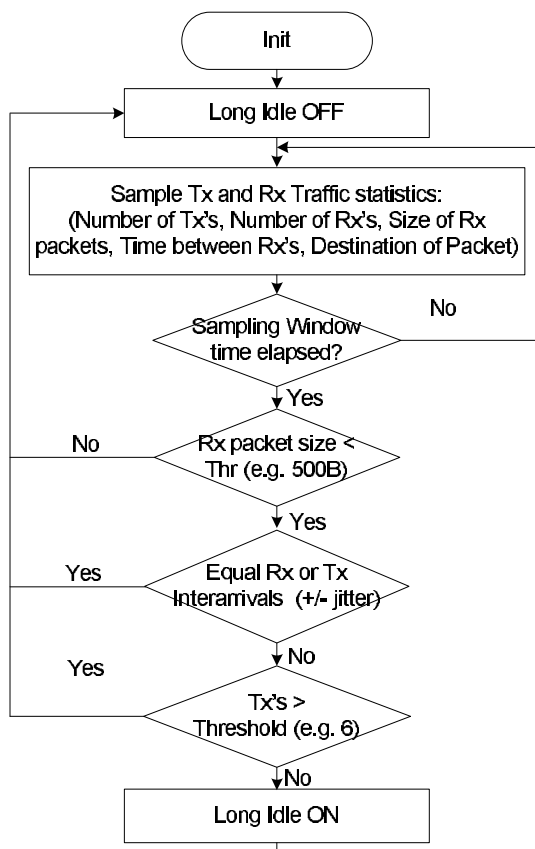 Init
Long Idle OFF
Sample Tx and Rx Traffic statistics:
(Number of Tx's, Number of Rx's, Size of Rx
packets, Time between Rx's, Destination of Packet)
No
Sampling Window
time elapsed?
Yes
No
Rx packet size <
Thr (e.g. 500B)
Yes
Yes
Equal Rx or Tx
Interarrivals (+/- jitter)
No
Yes
Tx's >
Threshold (e.g. 6)
No
Long Idle ON